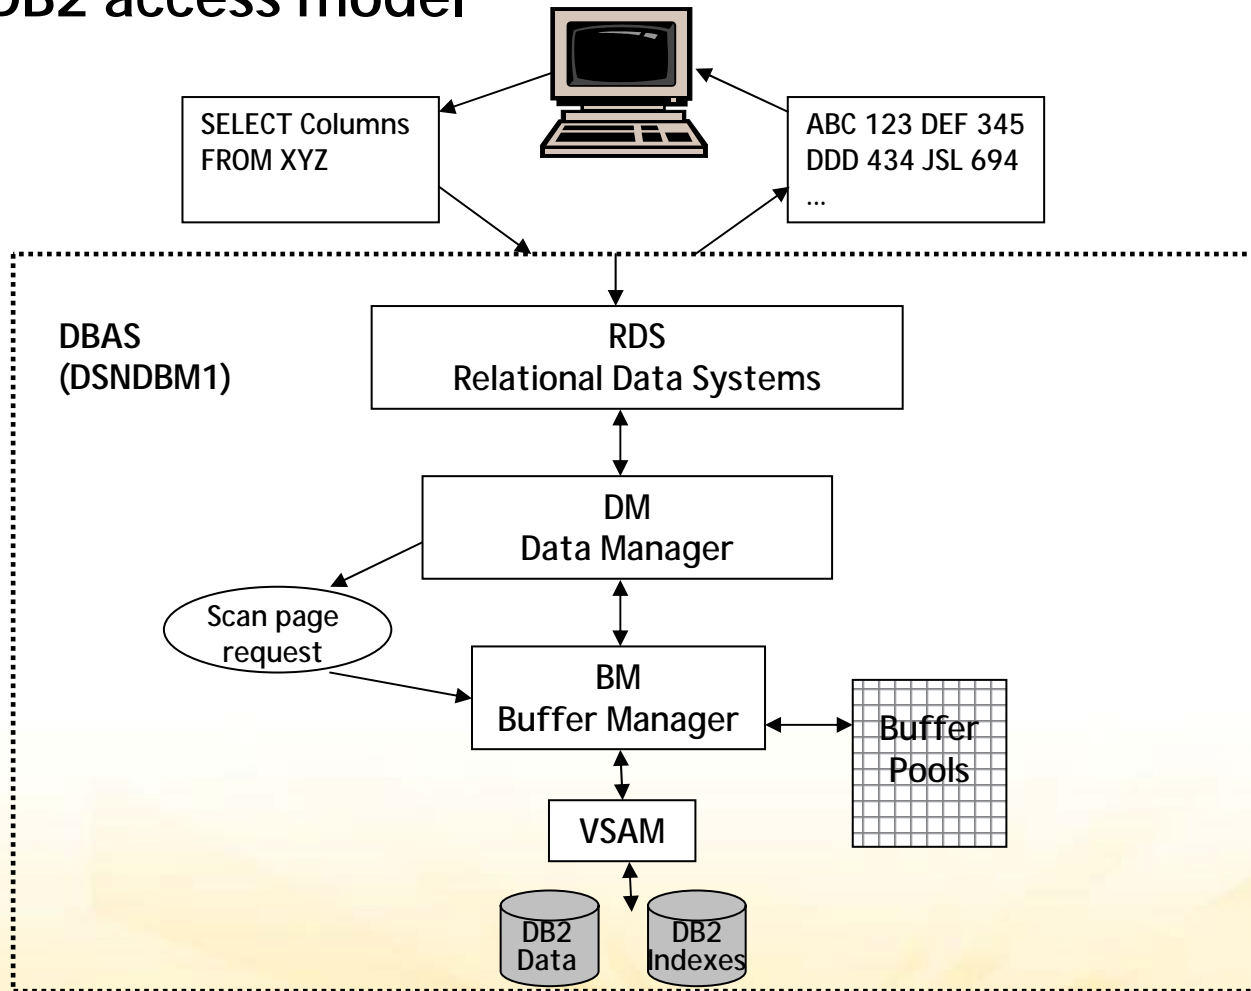 DB2 access model
SELECT Columns
FROM XYZ
ABC 123 DEF 345
DDD 434 JSL 694
...
DBAS
(DSNDBM1)
RDS
Relational Data Systems
DM
Data Manager
Scan page
request
BM
Buffer Manager
Buffer
Pools
VSAM
DB2
Data
DB2
Indexes